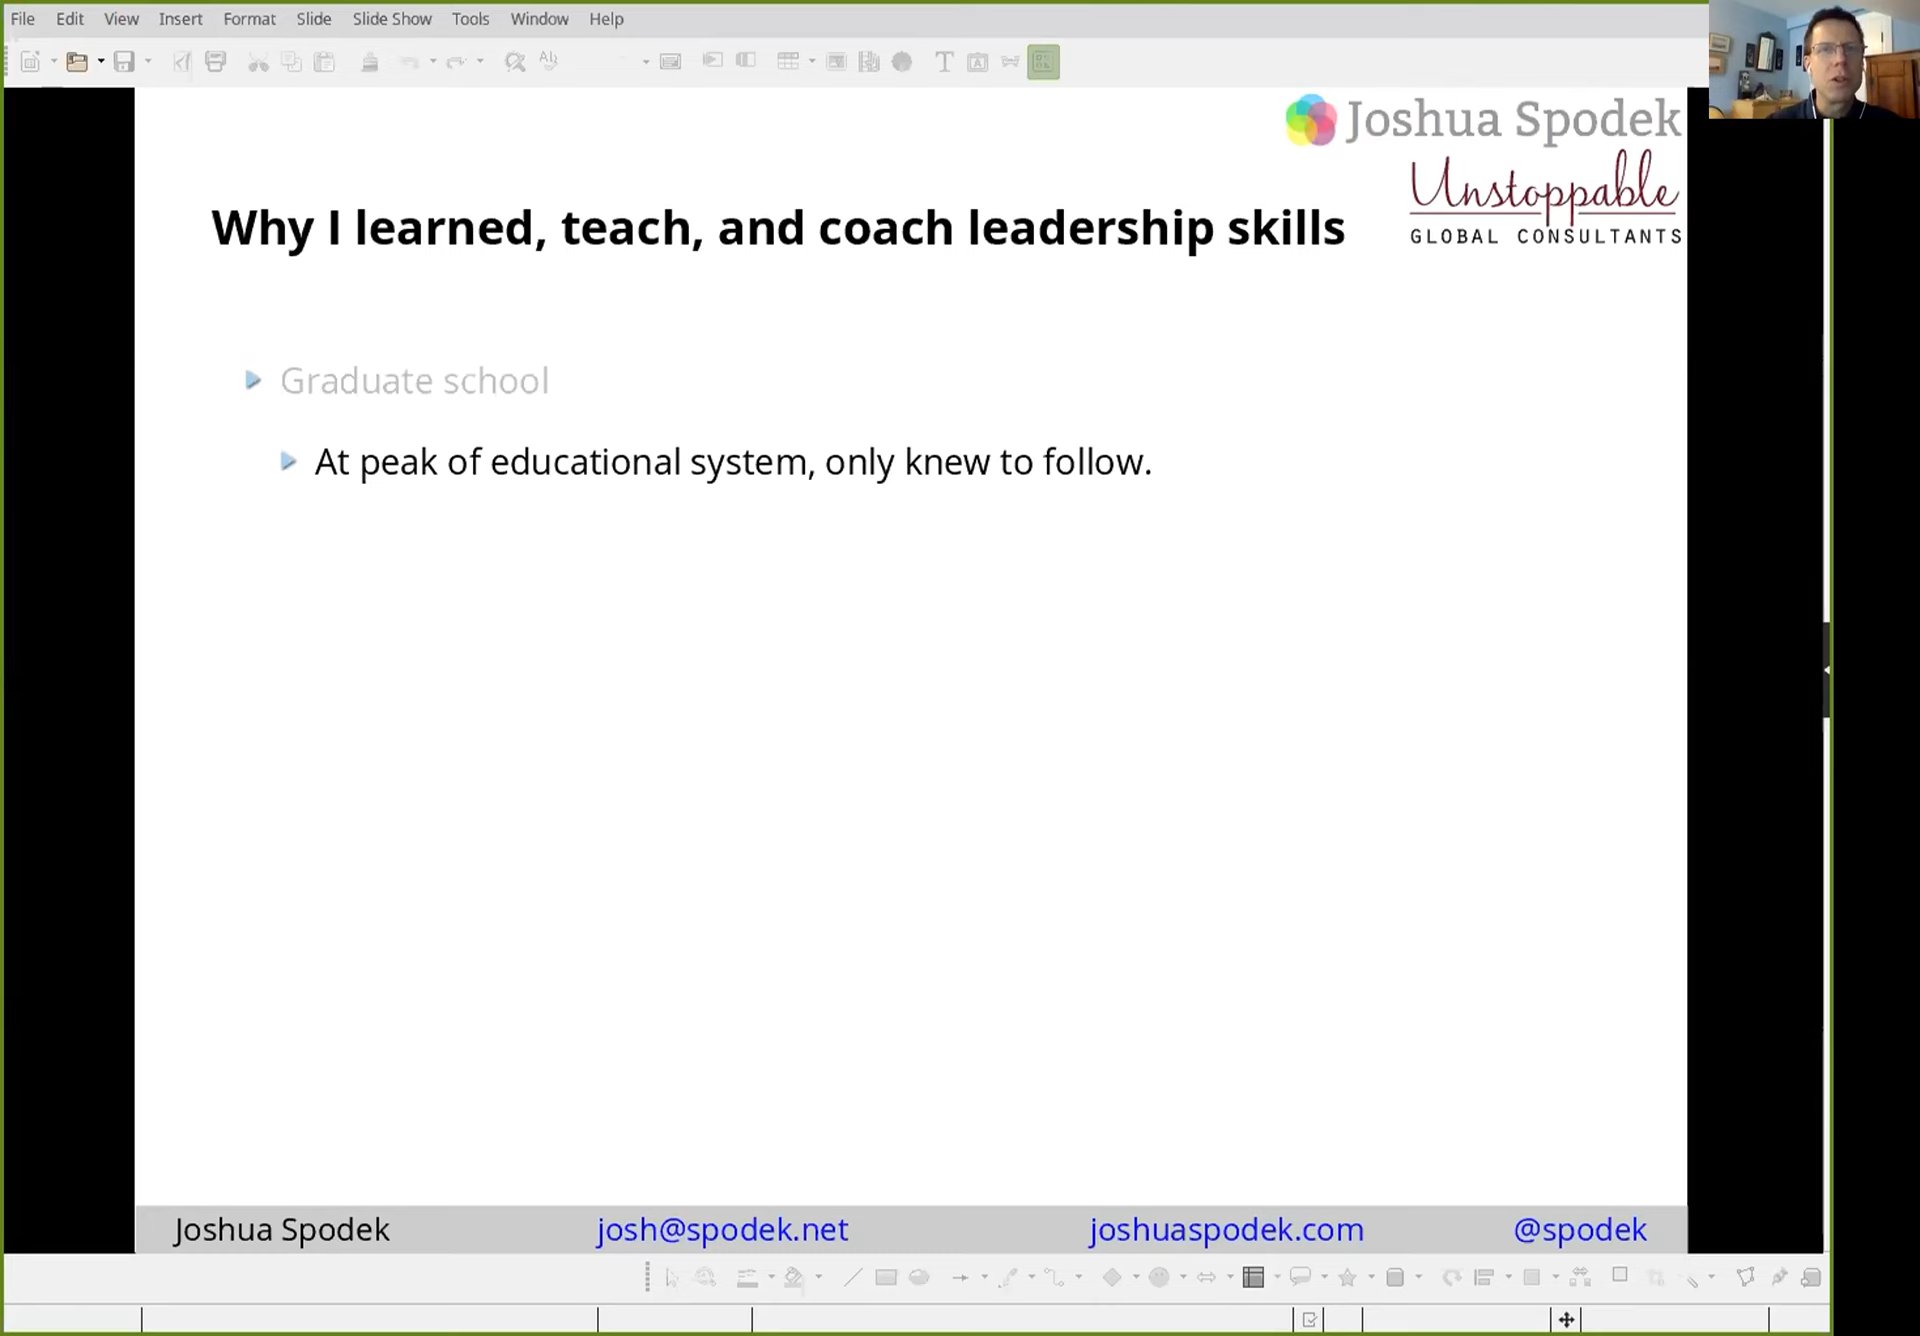 File Edit View Insert Format Slide Slide Show Tools Window Help
Joshua Spodek
Unstoppable
GLOBAL CONSULTANTS
Why I learned, teach, and coach leadership skills
Graduate school
At peak of educational system, only knew to follow.
Joshua Spodek josh@spodek.net joshuaspodek.com @spodek